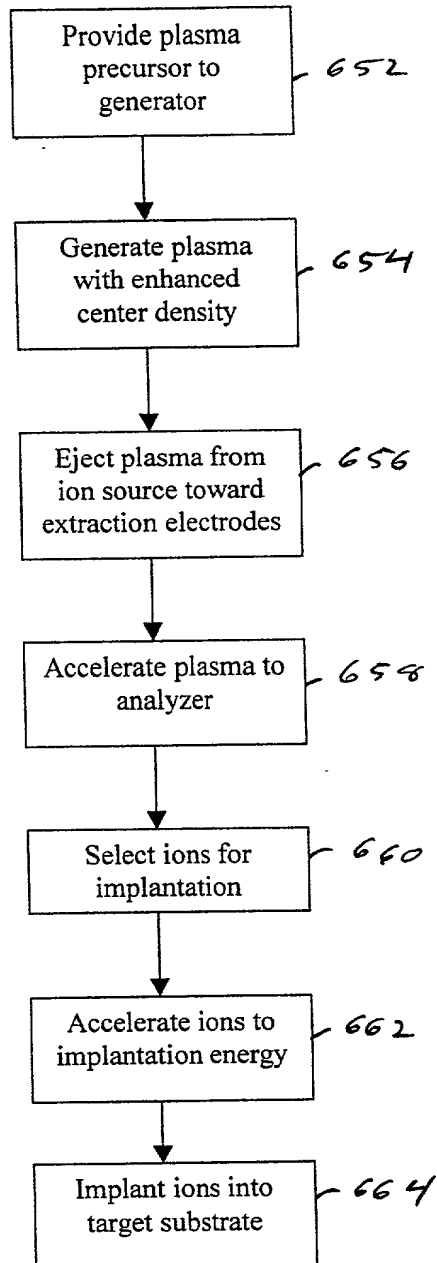 Provide plasma
precursor to
generator
652
Generate plasma
with enhanced
center density
654
Eject plasma from
ion source toward
extraction electrodes
656
Accelerate plasma to
analyzer
658
Select ions for
implantation
660
Accelerate ions to
implantation energy
662
Implant ions into
target substrate
664